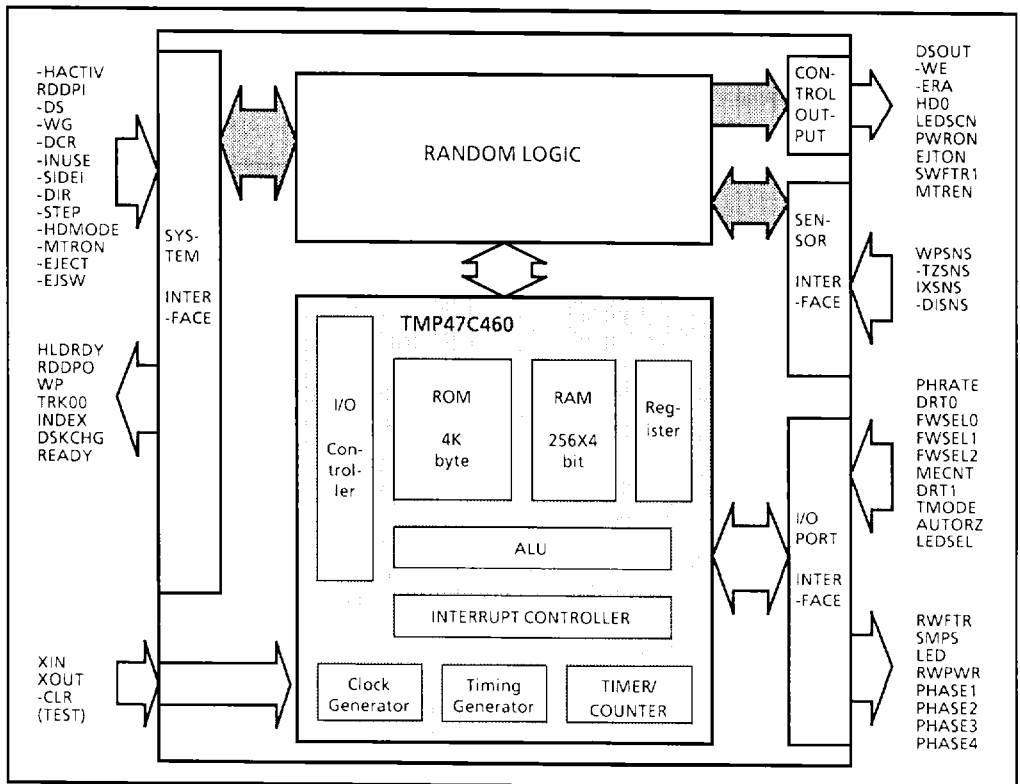 -HACTIV
RDDPI
-DS
-WG
-DCR
-INUSE
-SIDEI
-DIR
-STEP
-HDMODE
-MTRON
-EJECT
-EJSW
HLDRDY
RDDPO
WP
TRK00
INDEX
DSKCHG
READY
XIN
XOUT
-CLR
(TEST)
SYS-
TEM
INTER
-FACE
RANDOM LOGIC
TMP47C460
I/O
Con-
trol-
ler
ROM
4K
byte
RAM
256X4
bit
Reg-
ister
ALU
INTERRUPT CONTROLLER
Clock
Generator
Timing
Generator
TIMER/
COUNTER
CON-
TROL
OUT-
PUT
SEN-
SOR
INTER
-FACE
I/O
PORT
INTER
-FACE
DSOUT
-WE
-ERA
HD0
LEDSCN
PWRON
EJTON
SWFTR1
MTREN
WPSNS
-TZSNS
IXSNS
-DISNS
PHRATE
DRT0
FWSEL0
FWSEL1
FWSEL2
MECNT
DRT1
TMODE
AUTORZ
LEDSEL
RWFTR
SMPS
LED
RWPWR
PHASE1
PHASE2
PHASE3
PHASE4